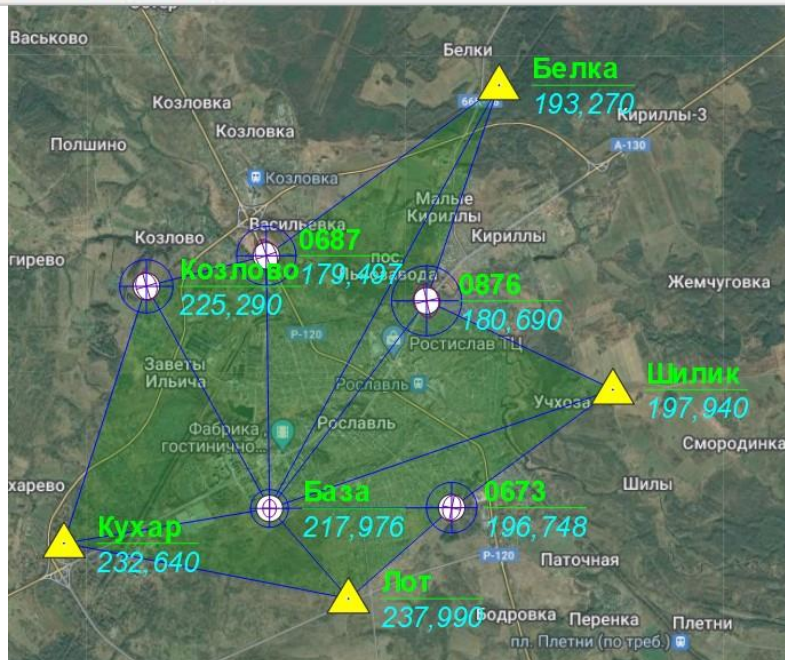 Васьково
Белки
Белка
193,270
Козловка
Кириллы-3
Козловка
Полшино
А-130
Козловка
Малые
Кириллы
Васильевка
Козлово
0687
Кириллы
пос.
гирево
Козлово
179,497
0876
Жемчуговка
225,290
180,690
Р-120
Ростислав ТЦ
Заветы
Ильича
Рославль
Шилик
197,940
Учхоза
Фабрика
гостинично...
Рославль
Смородинка
харево
База
0673
Шилы
217,976
196,748
Кухар
232,640
Р-120
Паточная
Лот
237,990
Бодровка
Перенка
Плетни
пл. Плетни (по треб.)